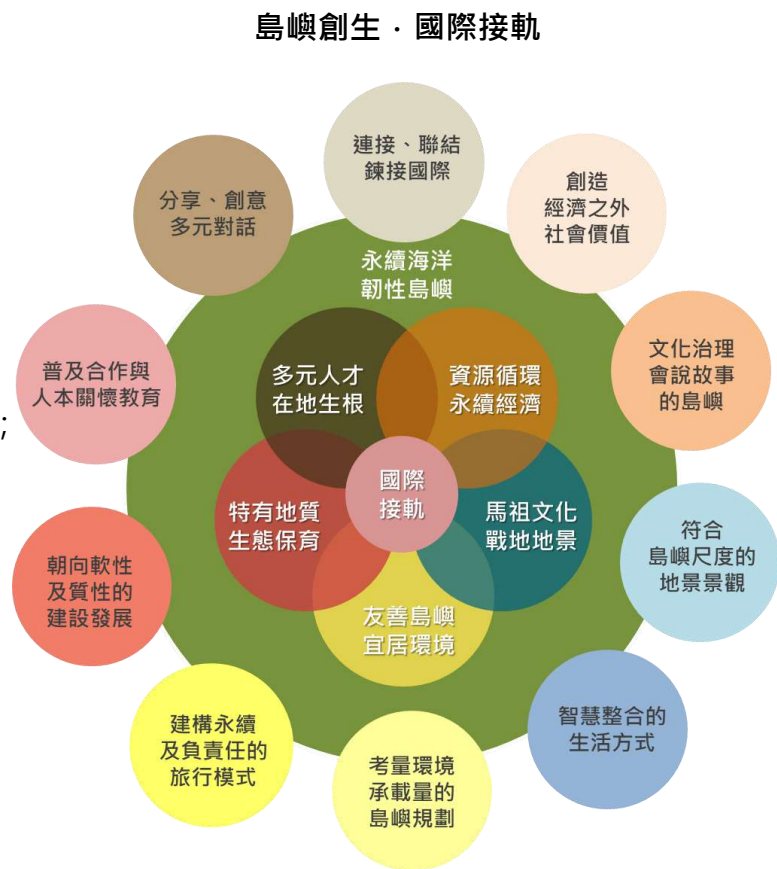 島嶼創生．國際接軌
連接、聯結
鍊接國際
創造
經濟之外
社會價值
文化治理
會說故事
的島嶼
符合
島嶼尺度的
地景景觀
智慧整合的
生活方式
考量環境
承載量的
島嶼規劃
建構永續
及負責任的
旅行模式
朝向軟性
及質性的
建設發展
普及合作與
人本關懷教育
分享、創意
多元對話
永續海洋
韌性島嶼
多元人才
在地生根
資源循環
永續經濟
馬祖文化
戰地地景
友善島嶼
宜居環境
特有地質
生態保育
國際
接軌
;